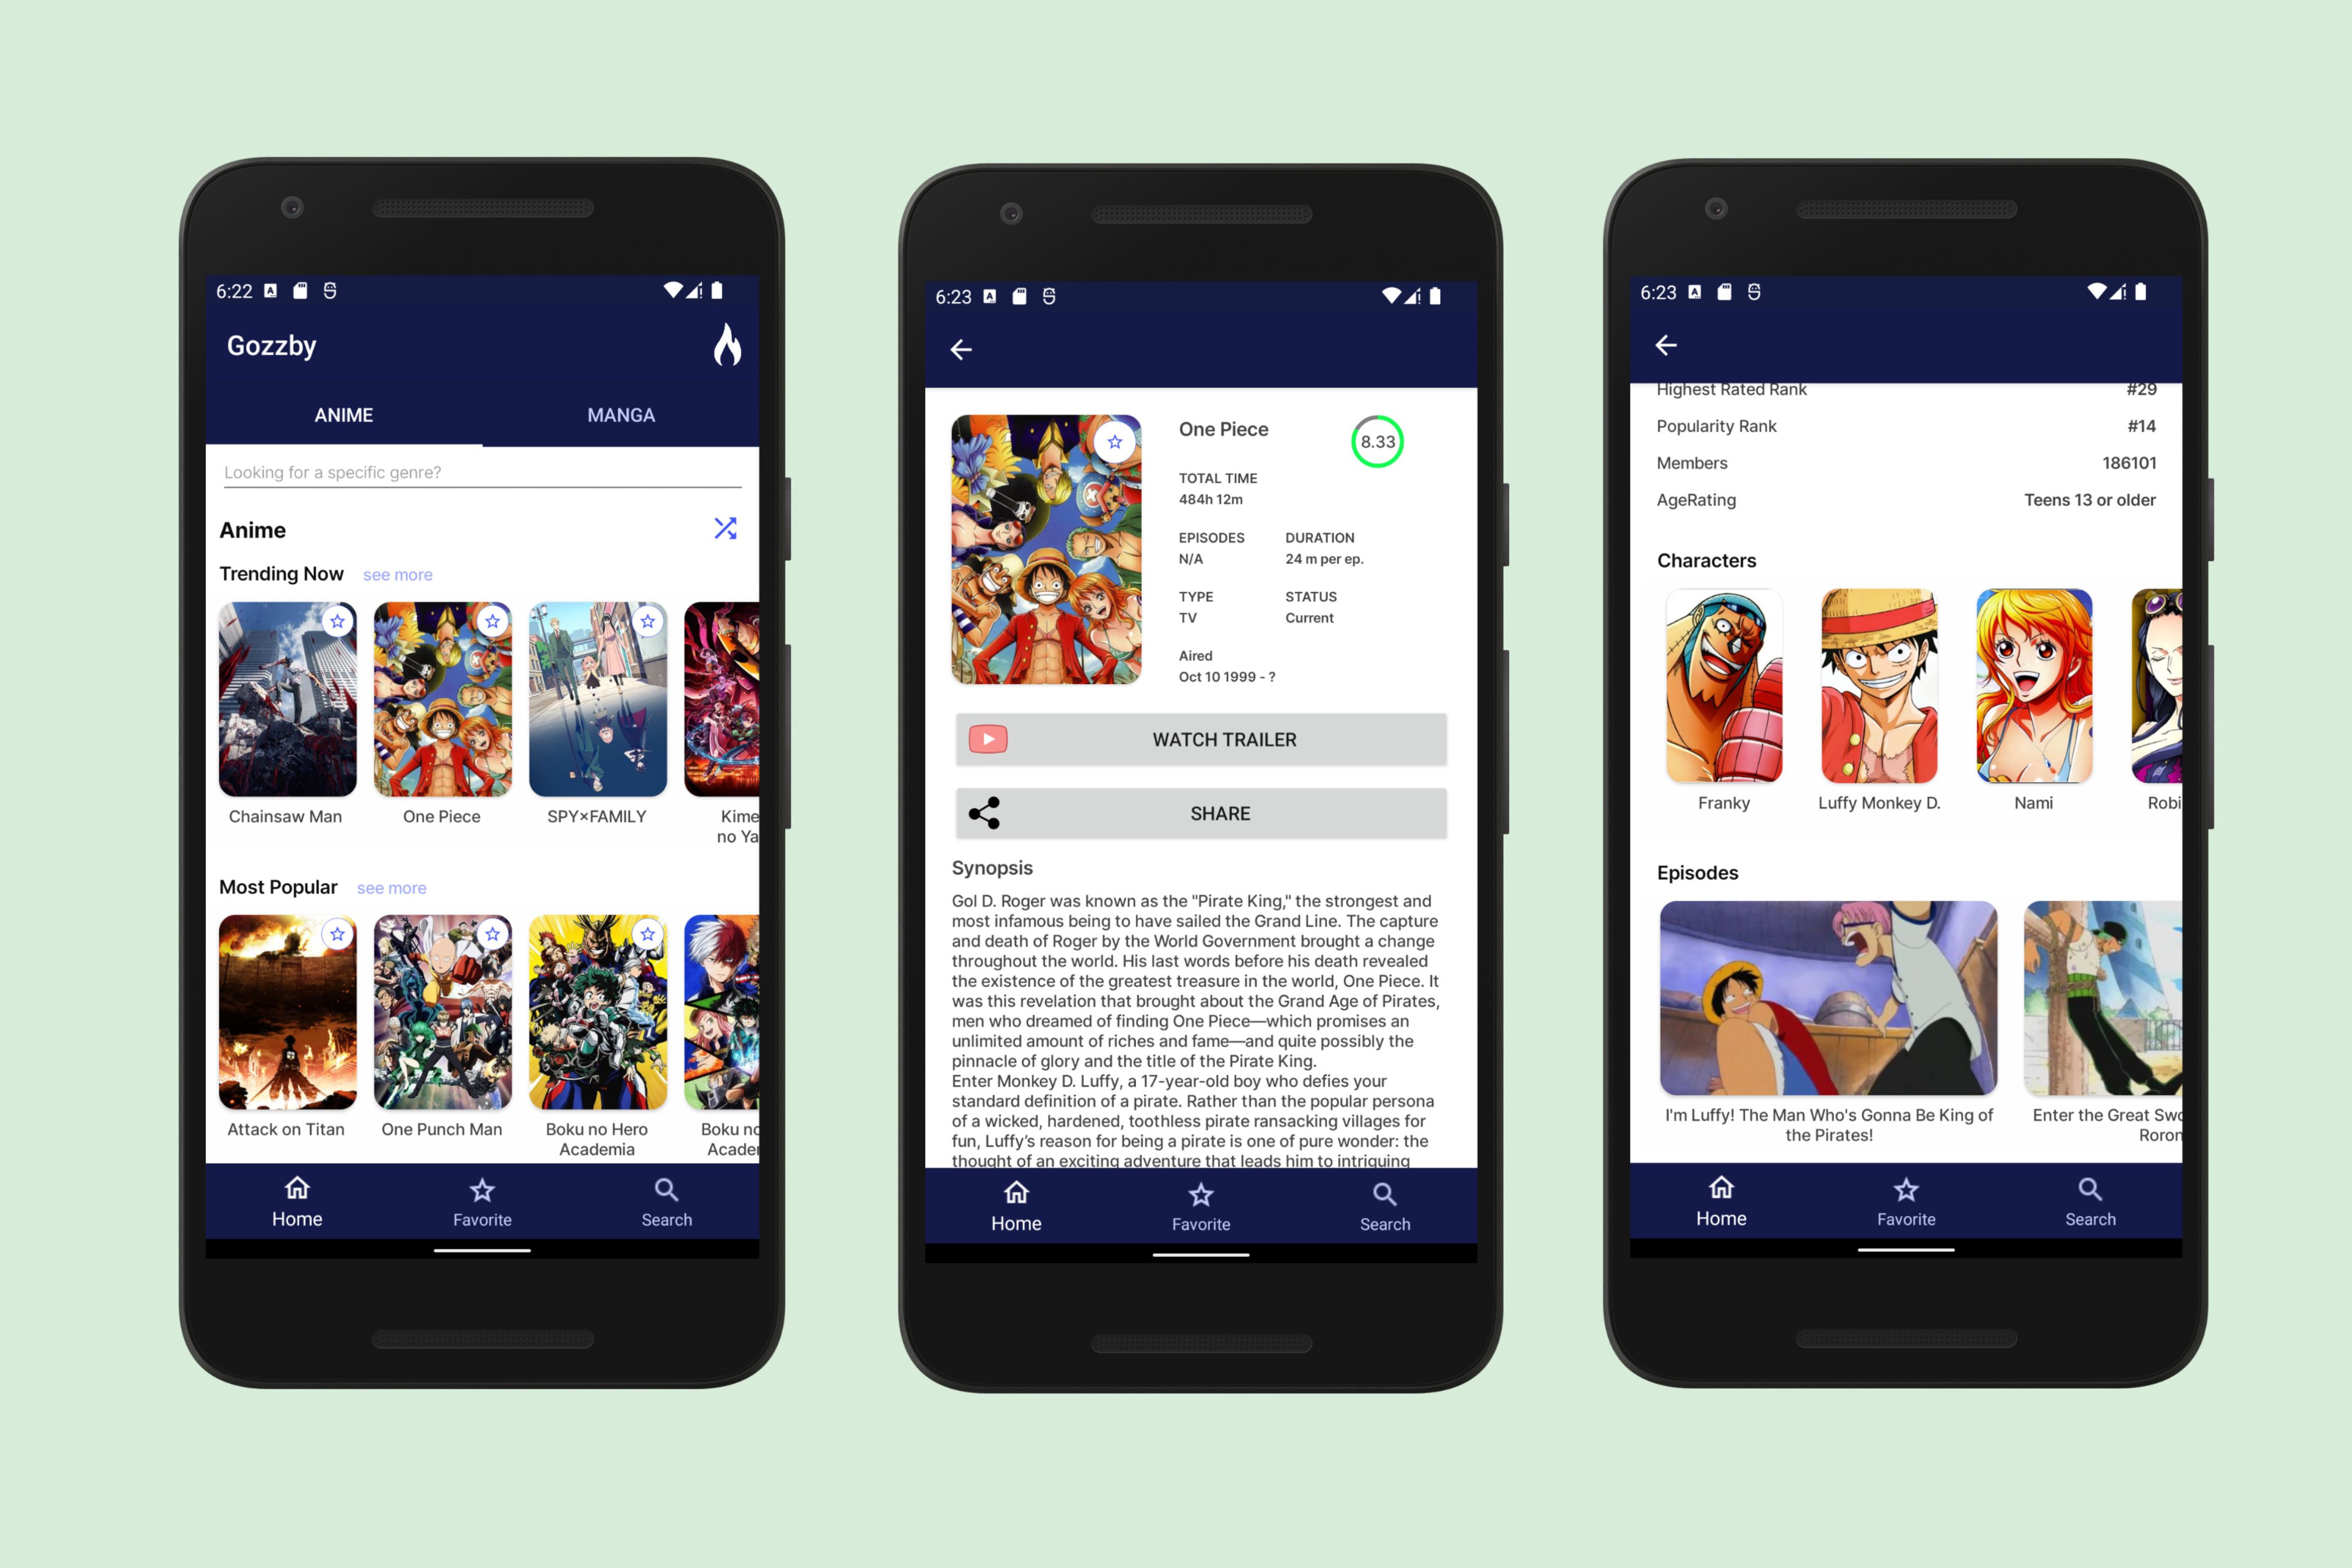 6:22
Gozzby
ANIME MANGA
Looking for a specific genre?
Anime
Trending Now see more
Chainsaw Man One Piece SPY×FAMILY Kime
no Ya
Most Popular see more
Attack on Titan One Punch Man Boku no Hero Boku no
Academia Acade
Home Favorite Search
6:23
One Piece 8.33
TOTAL TIME
484h 12m
EPISODES DURATION
N/A 24 m per ep.
TYPE STATUS
TV Current
Aired
Oct 10 1999 - ?
WATCH TRAILER
SHARE
Synopsis
Gol D. Roger was known as the "Pirate King," the strongest and
most infamous being to have sailed the Grand Line. The capture
and death of Roger by the World Government brought a change
throughout the world. His last words before his death revealed
the existence of the greatest treasure in the world, One Piece. It
was this revelation that brought about the Grand Age of Pirates,
men who dreamed of finding One Piece—which promises an
unlimited amount of riches and fame—and quite possibly the
pinnacle of glory and the title of the Pirate King.
Enter Monkey D. Luffy, a 17-year-old boy who defies your
standard definition of a pirate. Rather than the popular persona
of a wicked, hardened, toothless pirate ransacking villages for
fun, Luffy's reason for being a pirate is one of pure wonder: the
thought of an exciting adventure that leads him to intriguing
Home Favorite Search
6:23
Highest Rated Rank #29
Popularity Rank #14
Members 186101
AgeRating Teens 13 or older
Characters
Franky Luffy Monkey D. Nami Robi
Episodes
I'm Luffy! The Man Who's Gonna Be King of Enter the Great Swo
the Pirates! Roron
Home Favorite Search